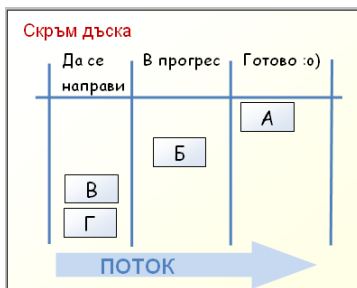 Скръм дъска
Да се
направи
В прогрес
Готово :о)
А
Б
В
Г
ПОТОК